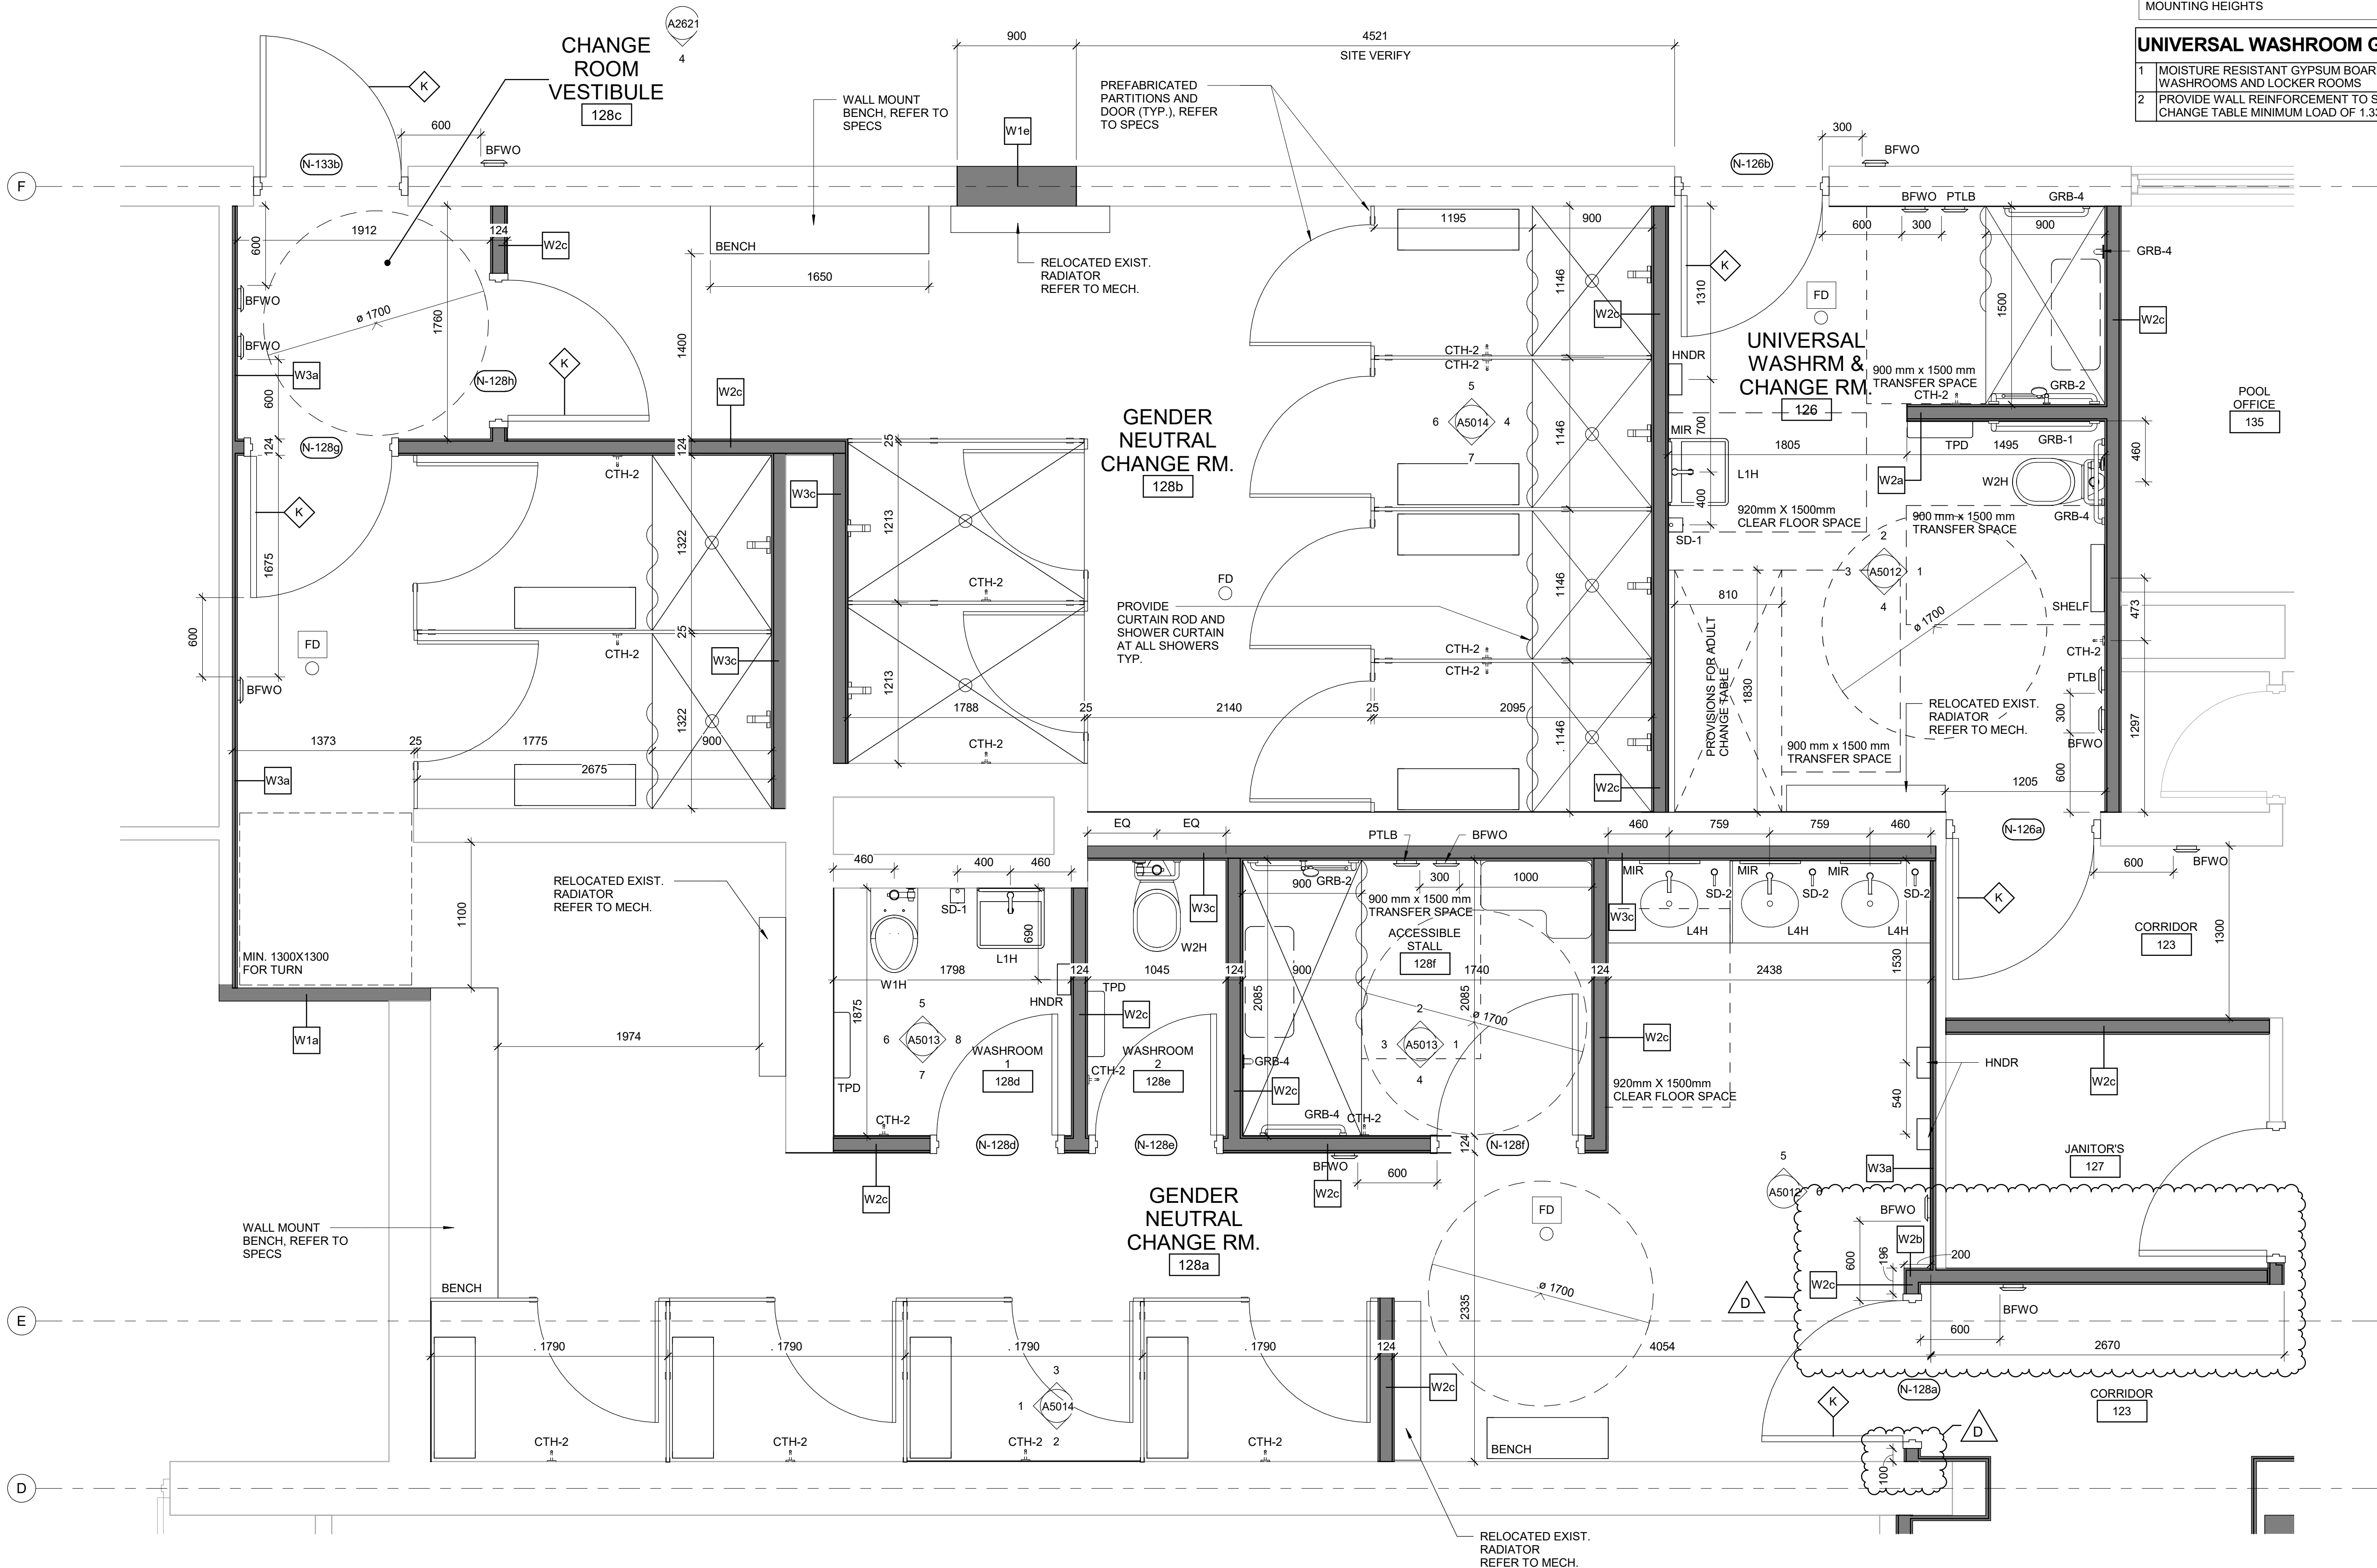 MOUNTING HEIGHTS
UNIVERSAL WASHROOM G
1 MOISTURE RESISTANT GYPSUM BOAR
WASHROOMS AND LOCKER ROOMS
2 PROVIDE WALL REINFORCEMENT TO S
CHANGE TABLE MINIMUM LOAD OF 1.33
A2621
4
CHANGE
ROOM
VESTIBULE
128c
K
600
BFWO
N-133b
900
4521
SITE VERIFY
WALL MOUNT
BENCH, REFER TO
SPECS
W1e
PREFABRICATED
PARTITIONS AND
DOOR (TYP.), REFER
TO SPECS
N-126b
300
BFWO
F
1912
124
W2c
600
BFWO
BFWO
ø 1700
1760
W3a
600
124
N-128h
K
N-128g
BENCH
1650
1400
RELOCATED EXIST.
RADIATOR
REFER TO MECH.
W2c
1195
900
1146
1146
1146
. 1146
W2c
W2c
CTH-2
CTH-2
5
6
A5014
4
7
CTH-2
CTH-2
GENDER
NEUTRAL
CHANGE RM.
128b
FD
PROVIDE
CURTAIN ROD AND
SHOWER CURTAIN
AT ALL SHOWERS
TYP.
K
1310
BFWO
PTLB
GRB-4
600
300
900
GRB-4
FD
1500
W2c
UNIVERSAL
WASHRM &
CHANGE RM.
126
HNDR
900 mm x 1500 mm
TRANSFER SPACE
CTH-2
GRB-2
POOL
OFFICE
135
MIR
700
1805
TPD
1495
GRB-1
460
L1H
W2a
W2H
400
920mm X 1500mm
CLEAR FLOOR SPACE
SD-1
900 mm x 1500 mm
TRANSFER SPACE
GRB-4
2
3
A5012
1
4
ø 1700
810
PROVISIONS FOR ADULT
CHANGE TABLE
1830
SHELF
473
CTH-2
PTLB
300
BFWO
600
1297
RELOCATED EXIST.
RADIATOR
REFER TO MECH.
900 mm x 1500 mm
TRANSFER SPACE
1205
K
1675
600
FD
BFWO
CTH-2
124
1322
25
CTH-2
1322
W3c
W3c
25
1213
CTH-2
1213
CTH-2
1373
25
1775
900
2675
1788
25
2140
25
2095
W3a
MIN. 1300X1300
FOR TURN
W1a
1100
RELOCATED EXIST.
RADIATOR
REFER TO MECH.
1974
EQ
EQ
460
400
460
SD-1
L1H
690
W1H
1798
1875
HNDR
124
5
6
A5013
8
7
WASHROOM
1
128d
TPD
CTH-2
W2c
N-128d
W3c
W2H
1045
124
TPD
W2c
WASHROOM
2
128e
CTH-2
N-128e
PTLB
BFWO
900
GRB-2
300
1000
900 mm x 1500 mm
TRANSFER SPACE
ACCESSIBLE
STALL
128f
900
1740
124
2085
2085
2
3
A5013
1
4
ø 1700
GRB-4
W2c
GRB-4
CTH-2
N-128f
124
W2c
BFWO
W2c
600
460
759
759
460
MIR
MIR
MIR
SD-2
SD-2
SD-2
W3c
L4H
L4H
L4H
2438
1530
920mm X 1500mm
CLEAR FLOOR SPACE
540
HNDR
N-126a
600
BFWO
K
CORRIDOR
123
1300
W2c
JANITOR'S
127
W3a
5
A5012
6
BFWO
W2b
600
196
200
W2c
D
BFWO
600
2670
N-128a
CORRIDOR
123
K
D
100
GENDER
NEUTRAL
CHANGE RM.
128a
WALL MOUNT
BENCH, REFER TO
SPECS
BENCH
FD
ø 1700
2335
E
. 1790
. 1790
. 1790
. 1790
124
4054
3
1
A5014
2
CTH-2
CTH-2
CTH-2
CTH-2
W2c
BENCH
D
RELOCATED EXIST.
RADIATOR
REFER TO MECH.